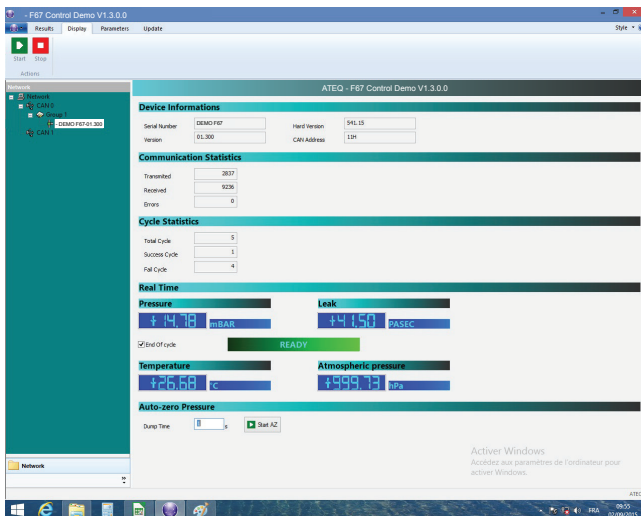 - F67 Control Demo V1.3.0.0
Results Display Parameters Update
Style
Start Stop
Actions
Network
ATEQ - F67 Control Demo V1.3.0.0
Network
CAN 0
Group 1
- DEMO F67-01.300
CAN 1
Device Informations
Serial Number DEMO F67 Hard Version 541.15
Version 01.300 CAN Address 11H
Communication Statistics
Transmited 2837
Received 9236
Errors 0
Cycle Statistics
Total Cycle 5
Success Cycle 1
Fail Cycle 4
Real Time
Pressure Leak
+14,78 mBAR +41,50 PASEC
End Of cycle READY
Temperature Atmospheric pressure
+26,68 °C +999,73 hPa
Auto-zero Pressure
Dump Time s Start AZ
Activer Windows
Accédez aux paramètres de l'ordinateur pour
activer Windows.
Network
ATEQ
FRA 09:55
02/09/2015